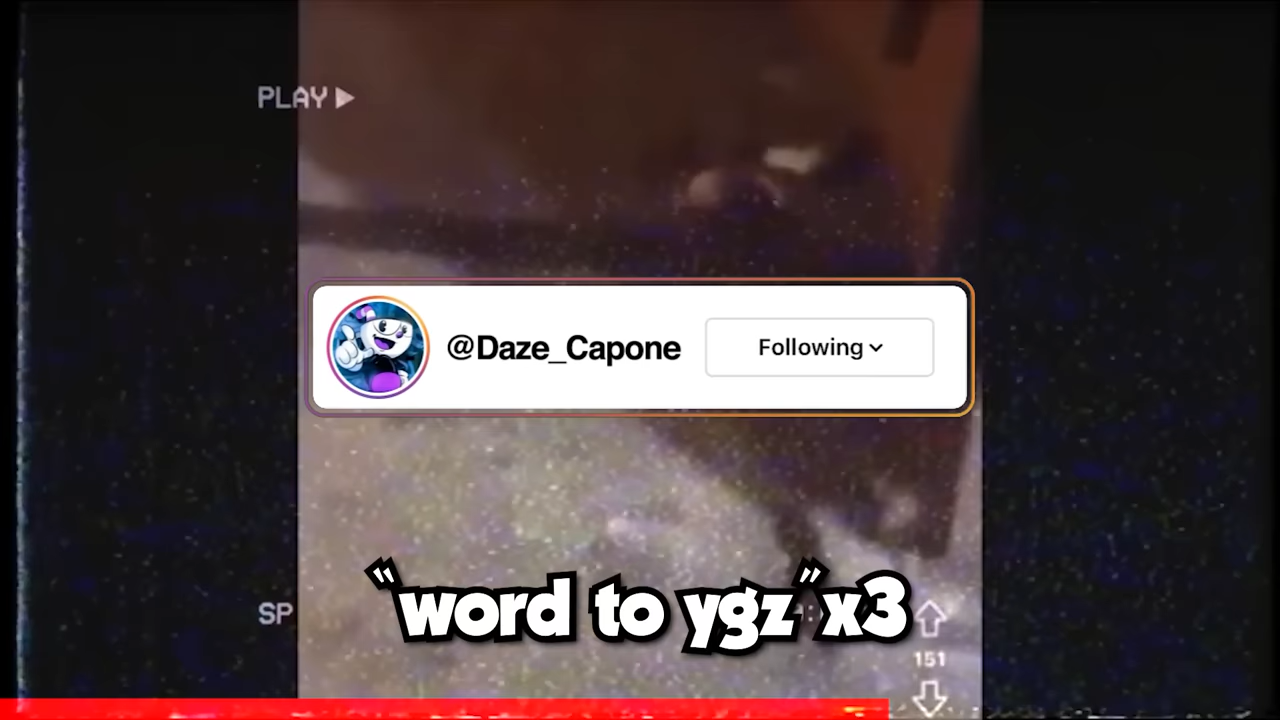 PLAY
@Daze_Capone
Following
"word to ygz" x3
SP
151